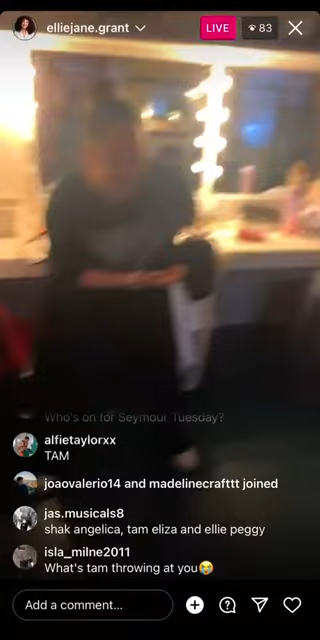 elliejane.grant
LIVE
83
Who's on for Seymour Tuesday?
alfietaylorxx
TAM
joaovalerio14 and madelinecrafttt joined
jas.musicals8
shak angelica, tam eliza and ellie peggy
isla_milne2011
What's tam throwing at you😭
Add a comment...